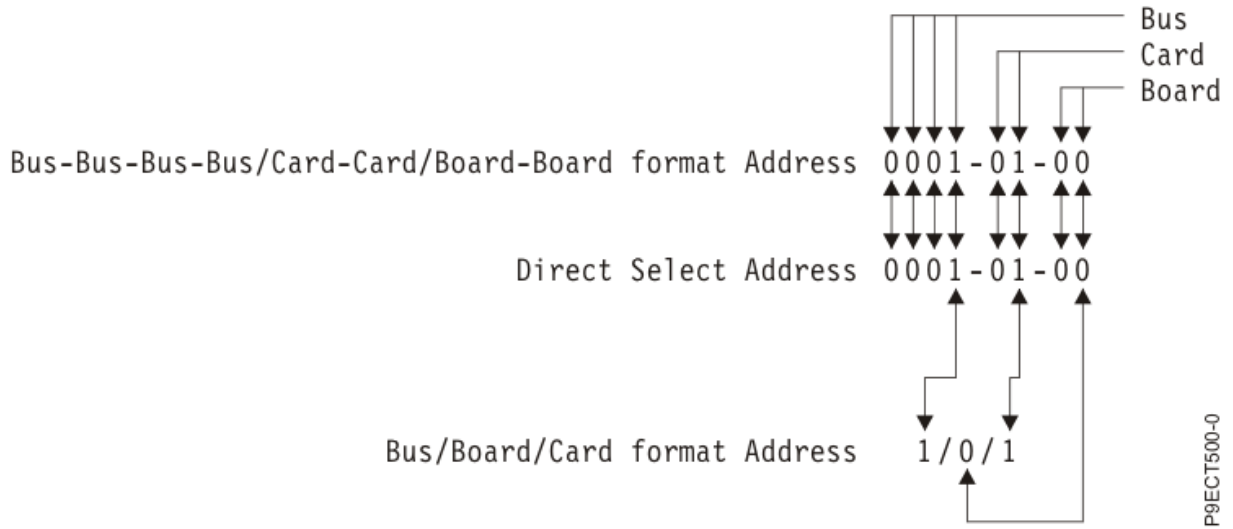 Bus
Card
Board
Bus-Bus-Bus-Bus/Card-Card/Board-Board format Address 0001-01-00
Direct Select Address 0001-01-00
Bus/Board/Card format Address 1/0/1
P9ECT500-0